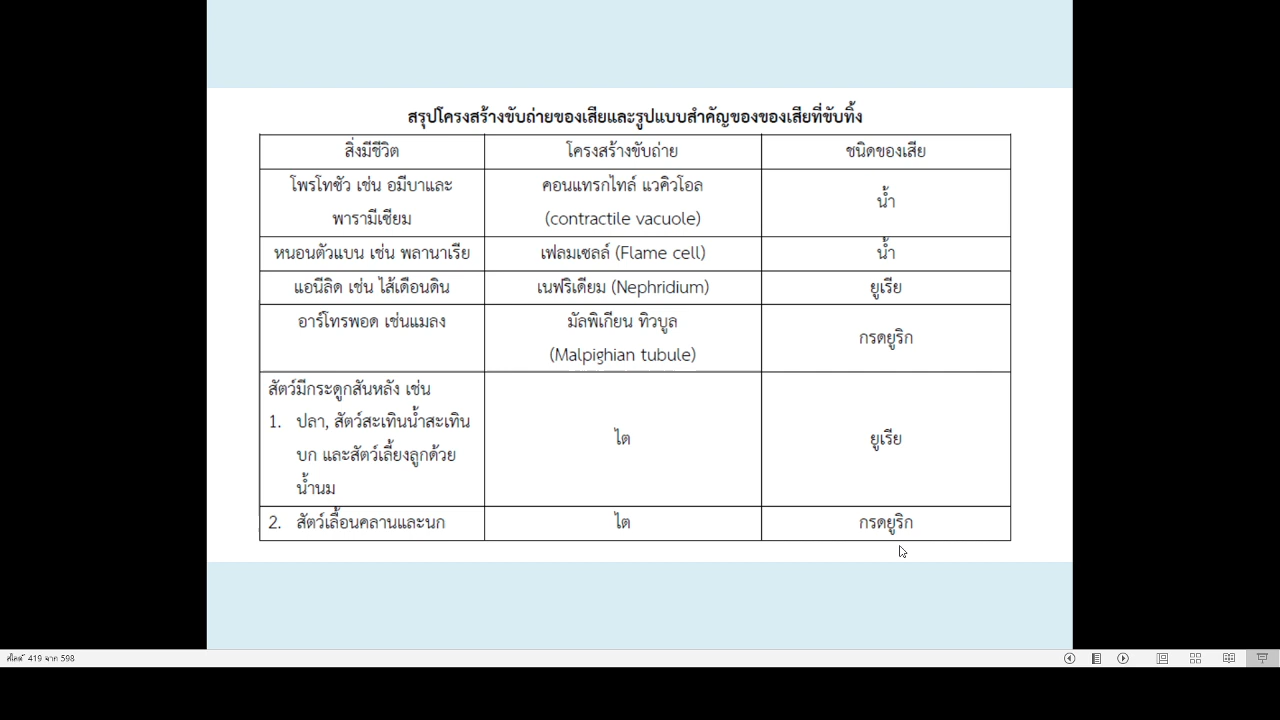 สรุปโครงสร้างขับถ่ายของเสียและรูปแบบสำคัญของของเสียที่ขับทิ้ง
สิ่งมีชีวิต โครงสร้างขับถ่าย ชนิดของเสีย
โพรโทซัว เช่น อมีบาและ
พารามีเซียม
คอนแทรกไทล์ แวคิวโอล
(contractile vacuole)
น้ำ
หนอนตัวแบน เช่น พลานาเรีย เฟลมเซลล์ (Flame cell) น้ำ
แอนีลิด เช่น ไส้เดือนดิน เนฟริเดียม (Nephridium) ยูเรีย
อาร์โทรพอด เช่นแมลง
มัลพิเกียน ทิวบูล
(Malpighian tubule)
กรดยูริก
สัตว์มีกระดูกสันหลัง เช่น
1. ปลา, สัตว์สะเทินน้ำสะเทิน
บก และสัตว์เลี้ยงลูกด้วย
น้ำนม
ไต
ยูเรีย
2. สัตว์เลื้อนคลานและนก ไต กรดยูริก
สไลด์ 419 จาก 598